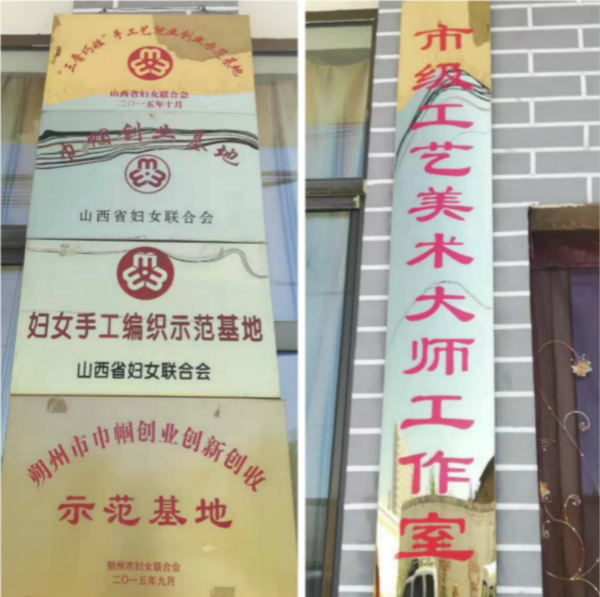 "三晋巧姐"手工艺就业创业示范基地
山西省妇女联合会
二〇一五年十月
巾帼创业基地
山西省妇女联合会
妇女手工编织示范基地
山西省妇女联合会
朔州市巾帼创业创新创收
示范基地
朔州市妇女联合会
二〇一五年九月
市级工艺美术大师工作室